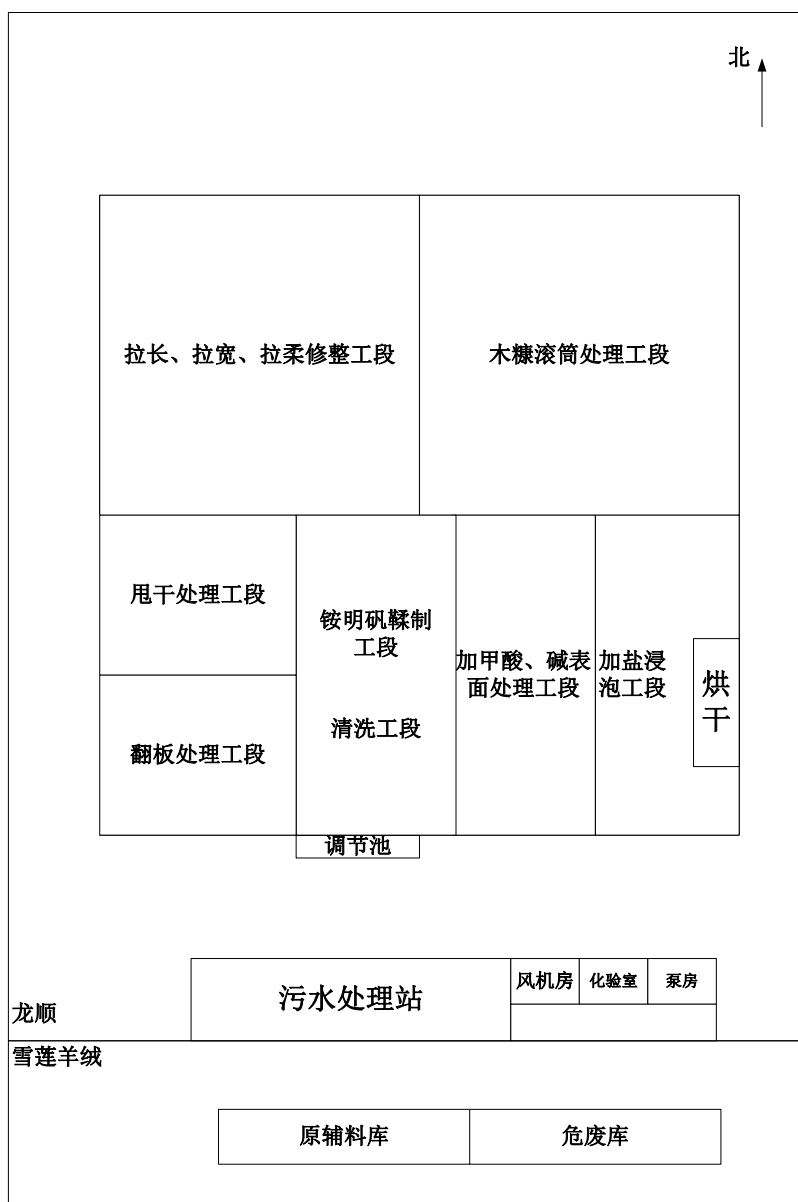 北
拉长、拉宽、拉柔修整工段
木糠滚筒处理工段
甩干处理工段
铵明矾鞣制
工段
加甲酸、碱表
面处理工段
加盐浸
泡工段
烘
干
清洗工段
翻板处理工段
调节池
污水处理站
风机房
化验室
泵房
龙顺
雪莲羊绒
原辅料库
危废库